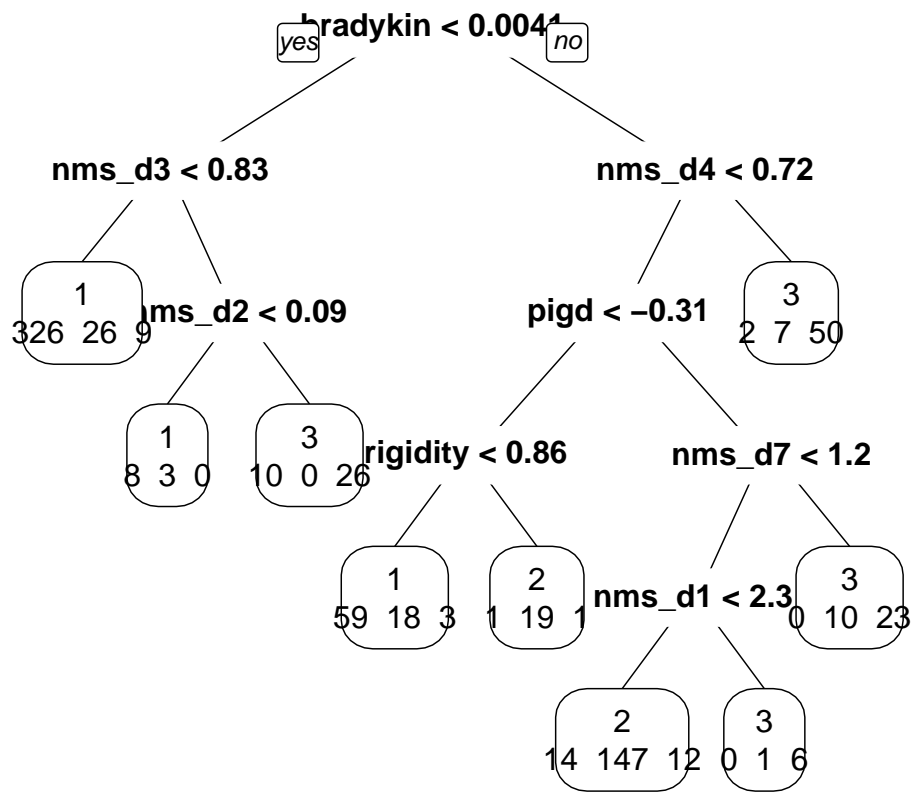 bradykin < 0.0041
yes no
nms_d3 < 0.83
nms_d4 < 0.72
1
326 26 9
nms_d2 < 0.09
pigd < −0.31
3
2 7 50
1
8 3 0
3
10 0 26
rigidity < 0.86
nms_d7 < 1.2
1
59 18 3
2
1 19 1
nms_d1 < 2.3
3
0 10 23
2
14 147 12
3
0 1 6